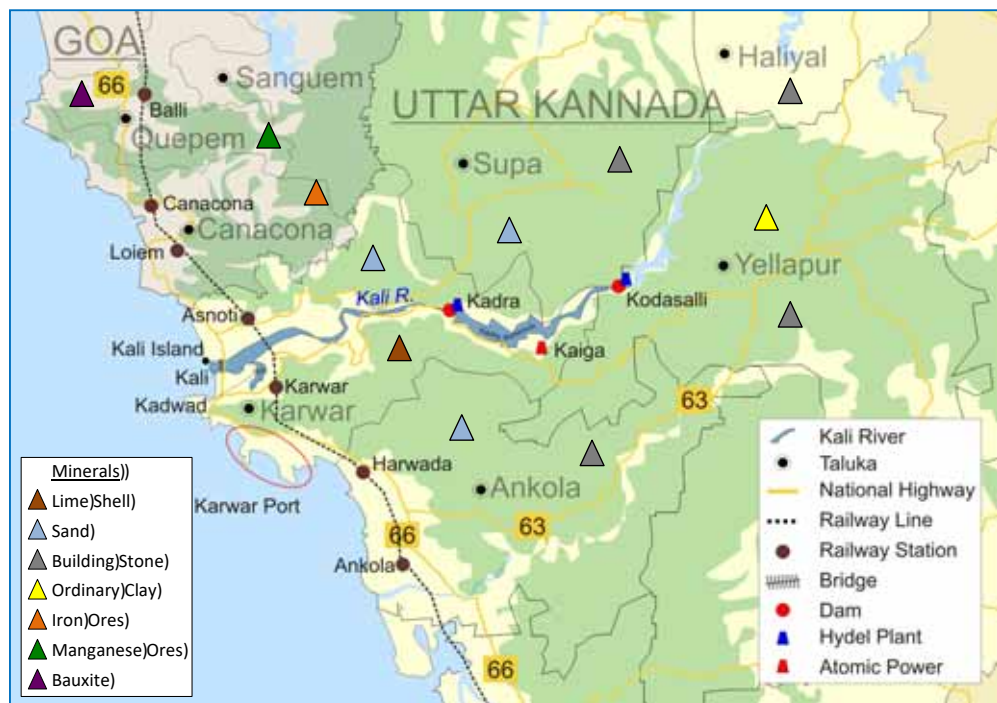 GOA
66
Sanguem
Haliyal
Balli
UTTAR KANNADA
Quepem
Supa
Canacona
Canacona
Loiem
Yellapur
Kodasalli
Kali R.
Kadra
Asnoti
Kali Island
Kaiga
Kali
Karwar
63
Kadwad
Karwar
Harwada
Karwar Port
Ankola
63
66
Ankola
66
Minerals))
Lime)Shell)
Sand)
Building)Stone)
Ordinary)Clay)
Iron)Ores)
Manganese)Ores)
Bauxite)
Kali River
Taluka
National Highway
Railway Line
Railway Station
Bridge
Dam
Hydel Plant
Atomic Power